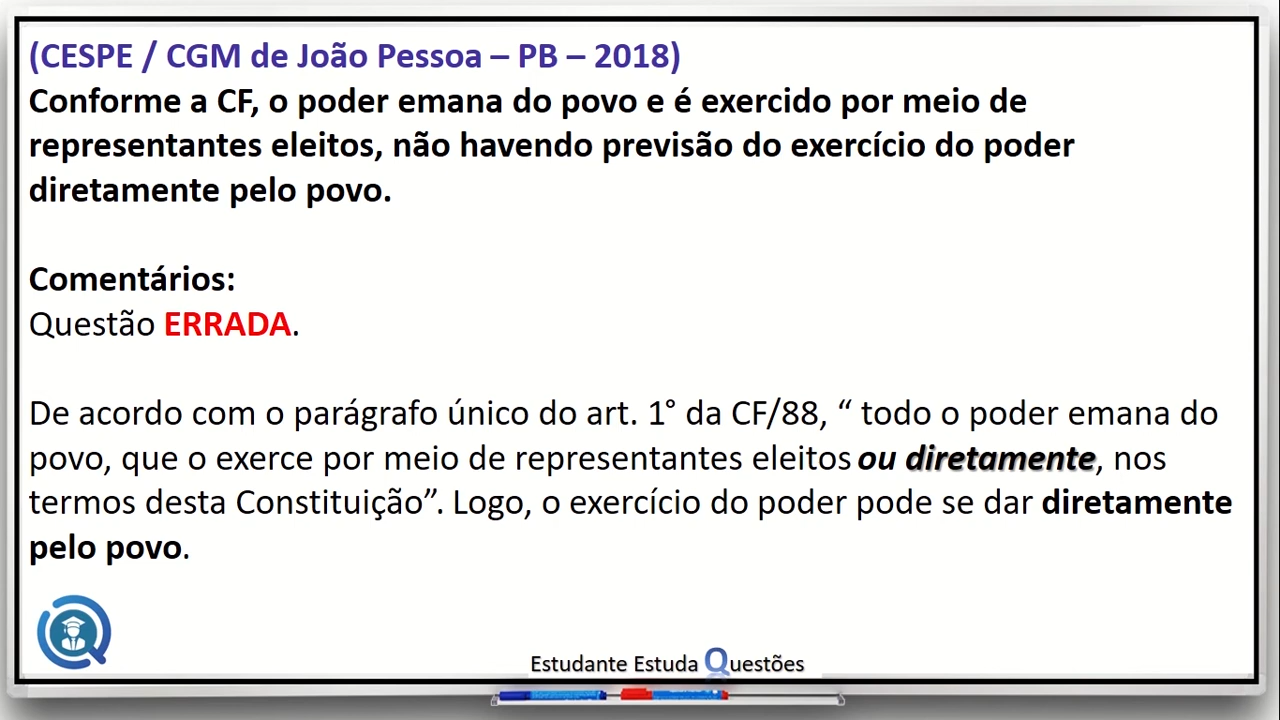 (CESPE / CGM de João Pessoa – PB – 2018)
Conforme a CF, o poder emana do povo e é exercido por meio de
representantes eleitos, não havendo previsão do exercício do poder
diretamente pelo povo.
Comentários:
Questão ERRADA.
De acordo com o parágrafo único do art. 1° da CF/88, “ todo o poder emana do
povo, que o exerce por meio de representantes eleitos ou diretamente, nos
termos desta Constituição”. Logo, o exercício do poder pode se dar diretamente
pelo povo.
Estudante Estuda Questões